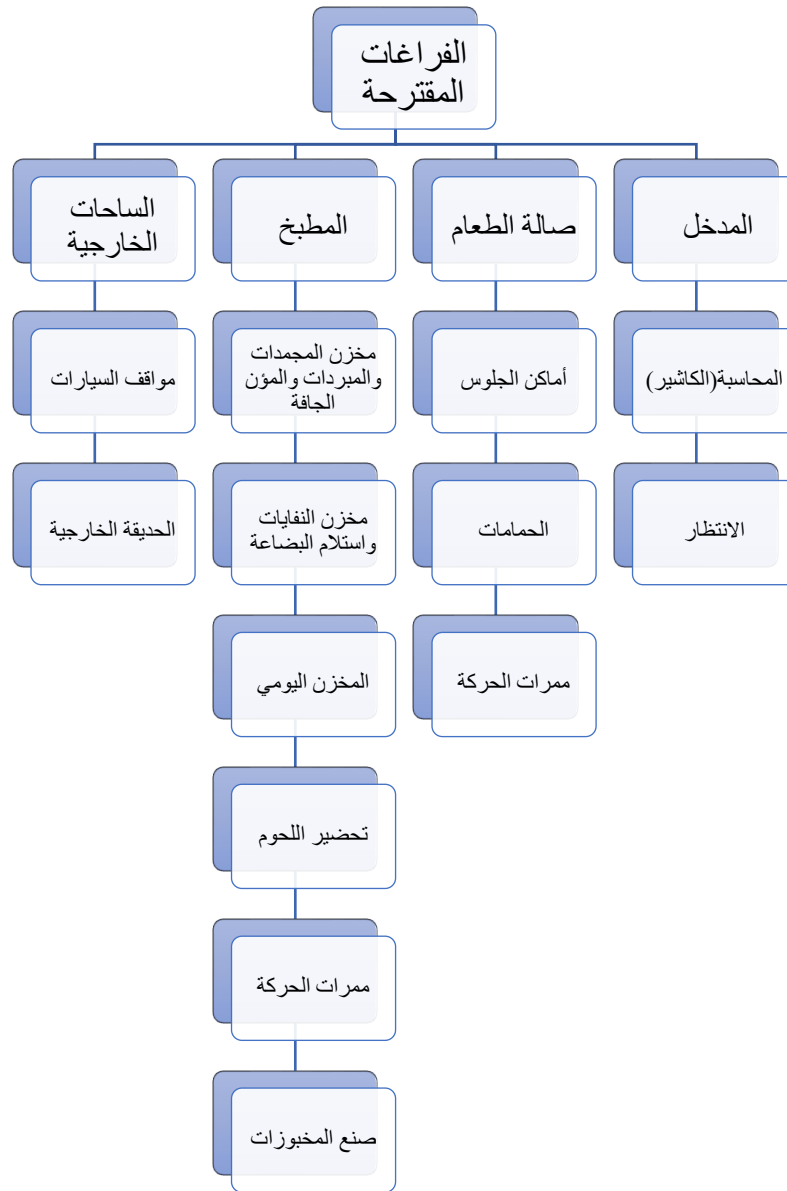 الفراغات
المقترحة
المدخل
المحاسبة(الكاشير)
الانتظار
صالة الطعام
أماكن الجلوس
الحمامات
ممرات الحركة
المطبخ
مخزن المجمدات
والمبردات والمؤن
الجافة
مخزن النفايات
واستلام البضاعة
المخزن اليومي
تحضير اللحوم
ممرات الحركة
صنع المخبوزات
الساحات
الخارجية
مواقف السيارات
الحديقة الخارجية